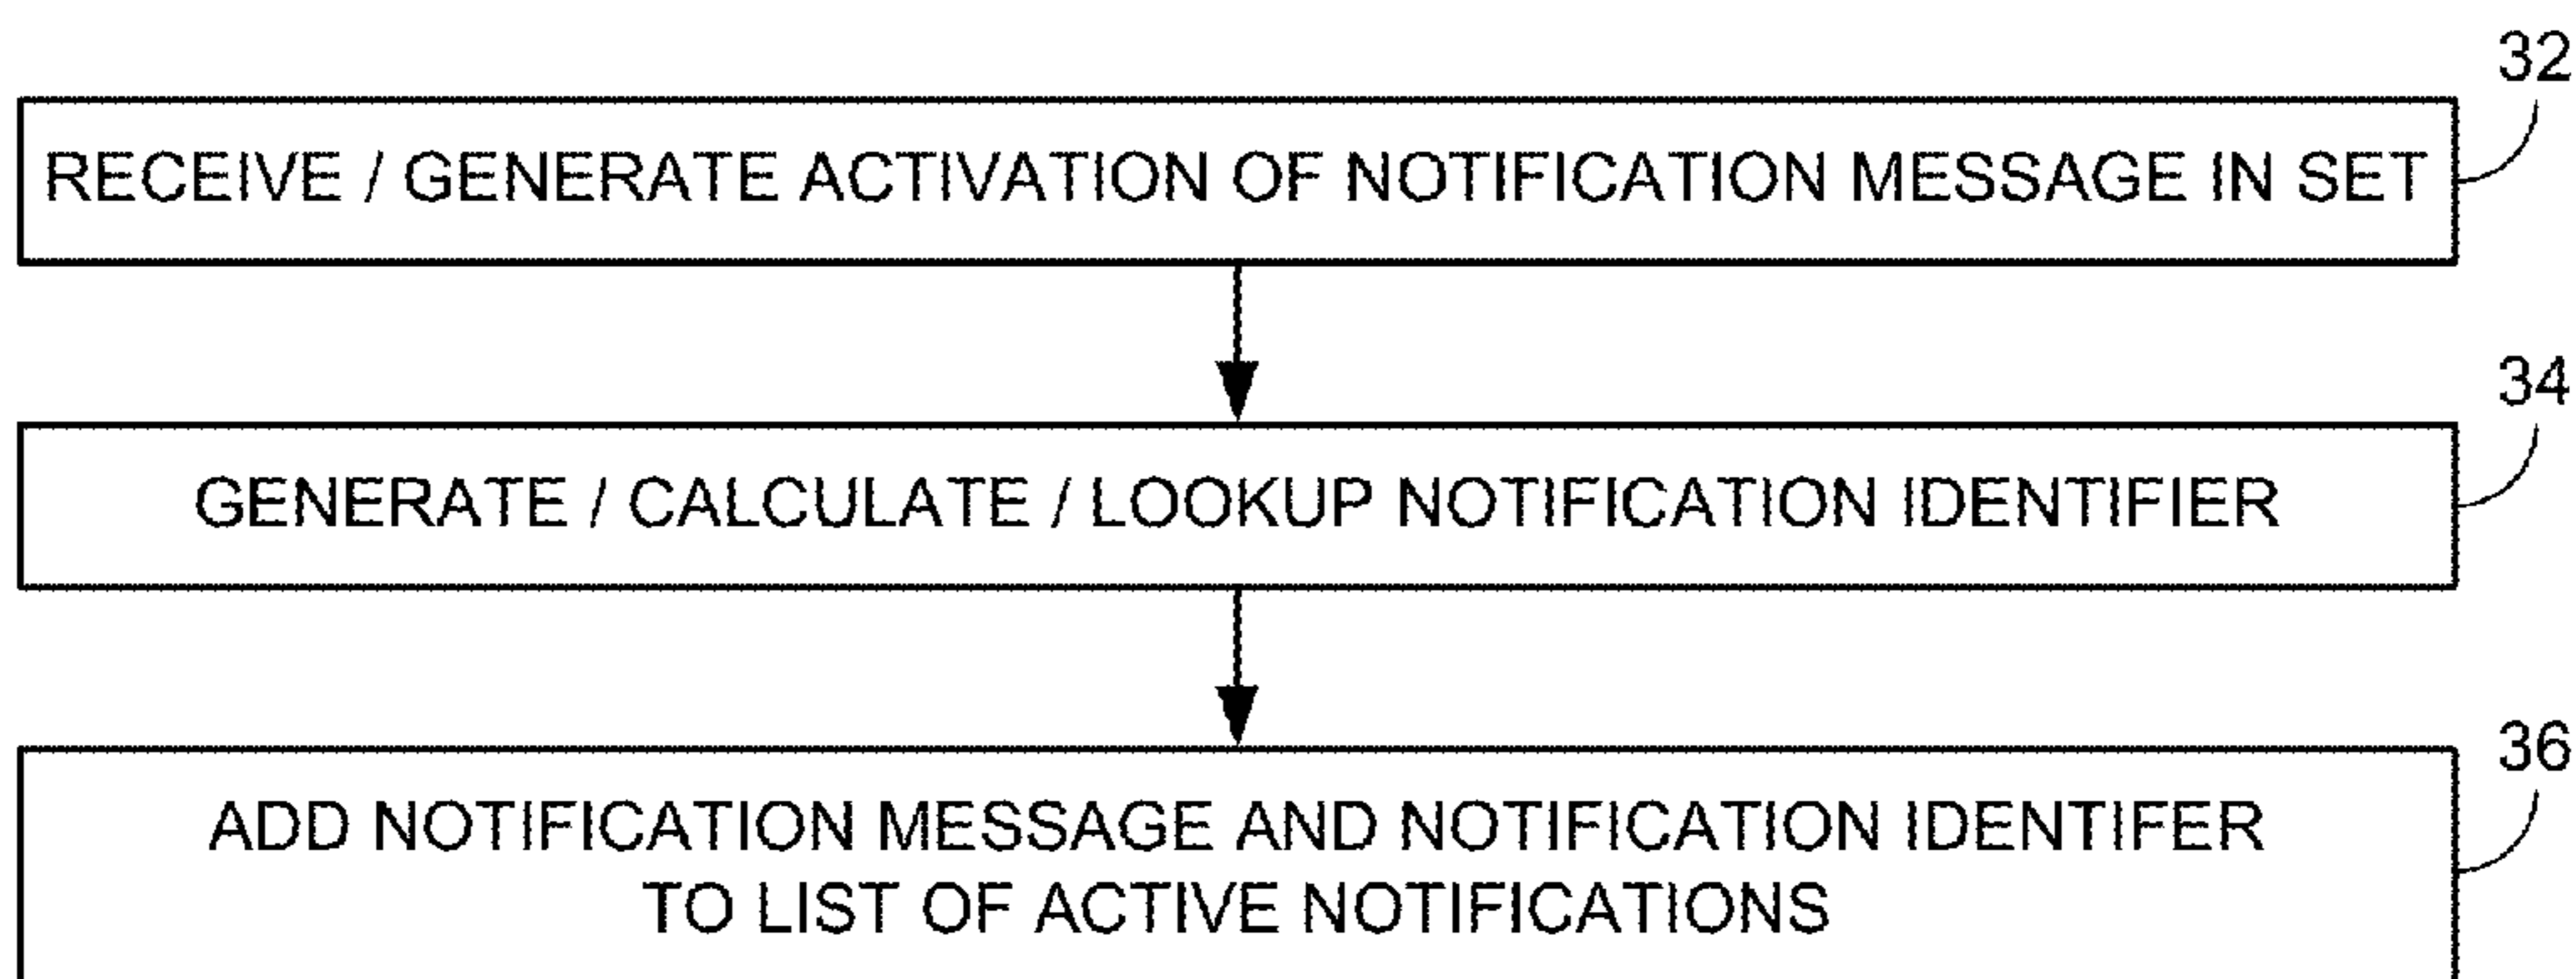 32
RECEIVE / GENERATE ACTIVATION OF NOTIFICATION MESSAGE IN SET
34
GENERATE / CALCULATE / LOOKUP NOTIFICATION IDENTIFIER
36
ADD NOTIFICATION MESSAGE AND NOTIFICATION IDENTIFER
TO LIST OF ACTIVE NOTIFICATIONS